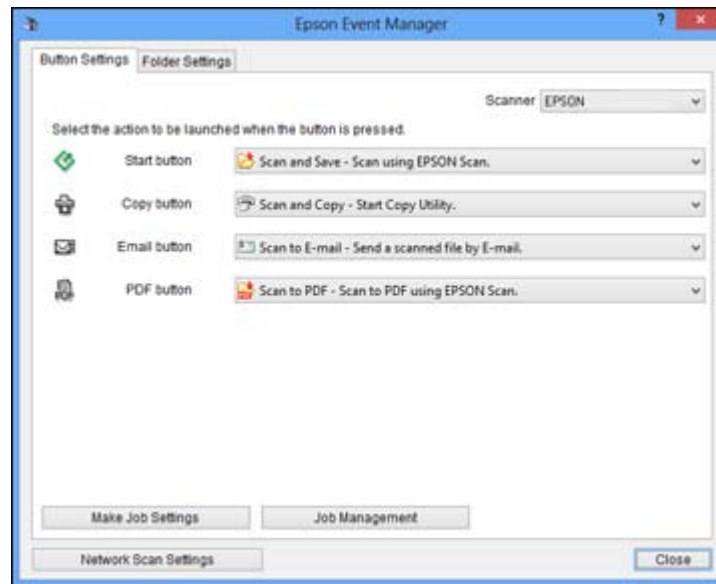 Epson Event Manager
?
Button Settings Folder Settings
Scanner EPSON
Select the action to be launched when the button is pressed.
Start button Scan and Save - Scan using EPSON Scan.
Copy button Scan and Copy - Start Copy Utility.
Email button Scan to E-mail - Send a scanned file by E-mail.
PDF button Scan to PDF - Scan to PDF using EPSON Scan.
Make Job Settings Job Management
Network Scan Settings Close